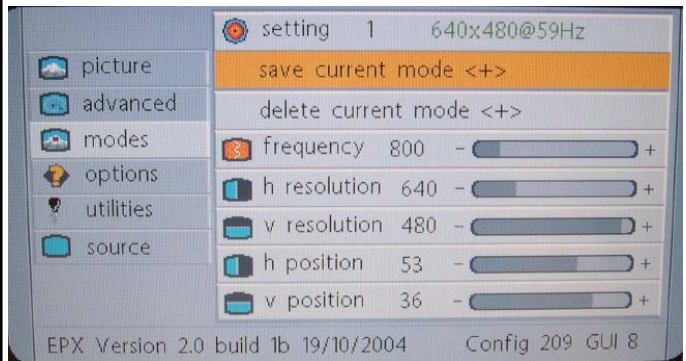 setting 1 640x480@59Hz
picture
save current mode <+>
advanced
delete current mode <+>
modes
frequency 800 - +
options
h resolution 640 - +
utilities
v resolution 480 - +
source
h position 53 - +
v position 36 - +
EPX Version 2.0 build 1b 19/10/2004 Config 209 GUI 8